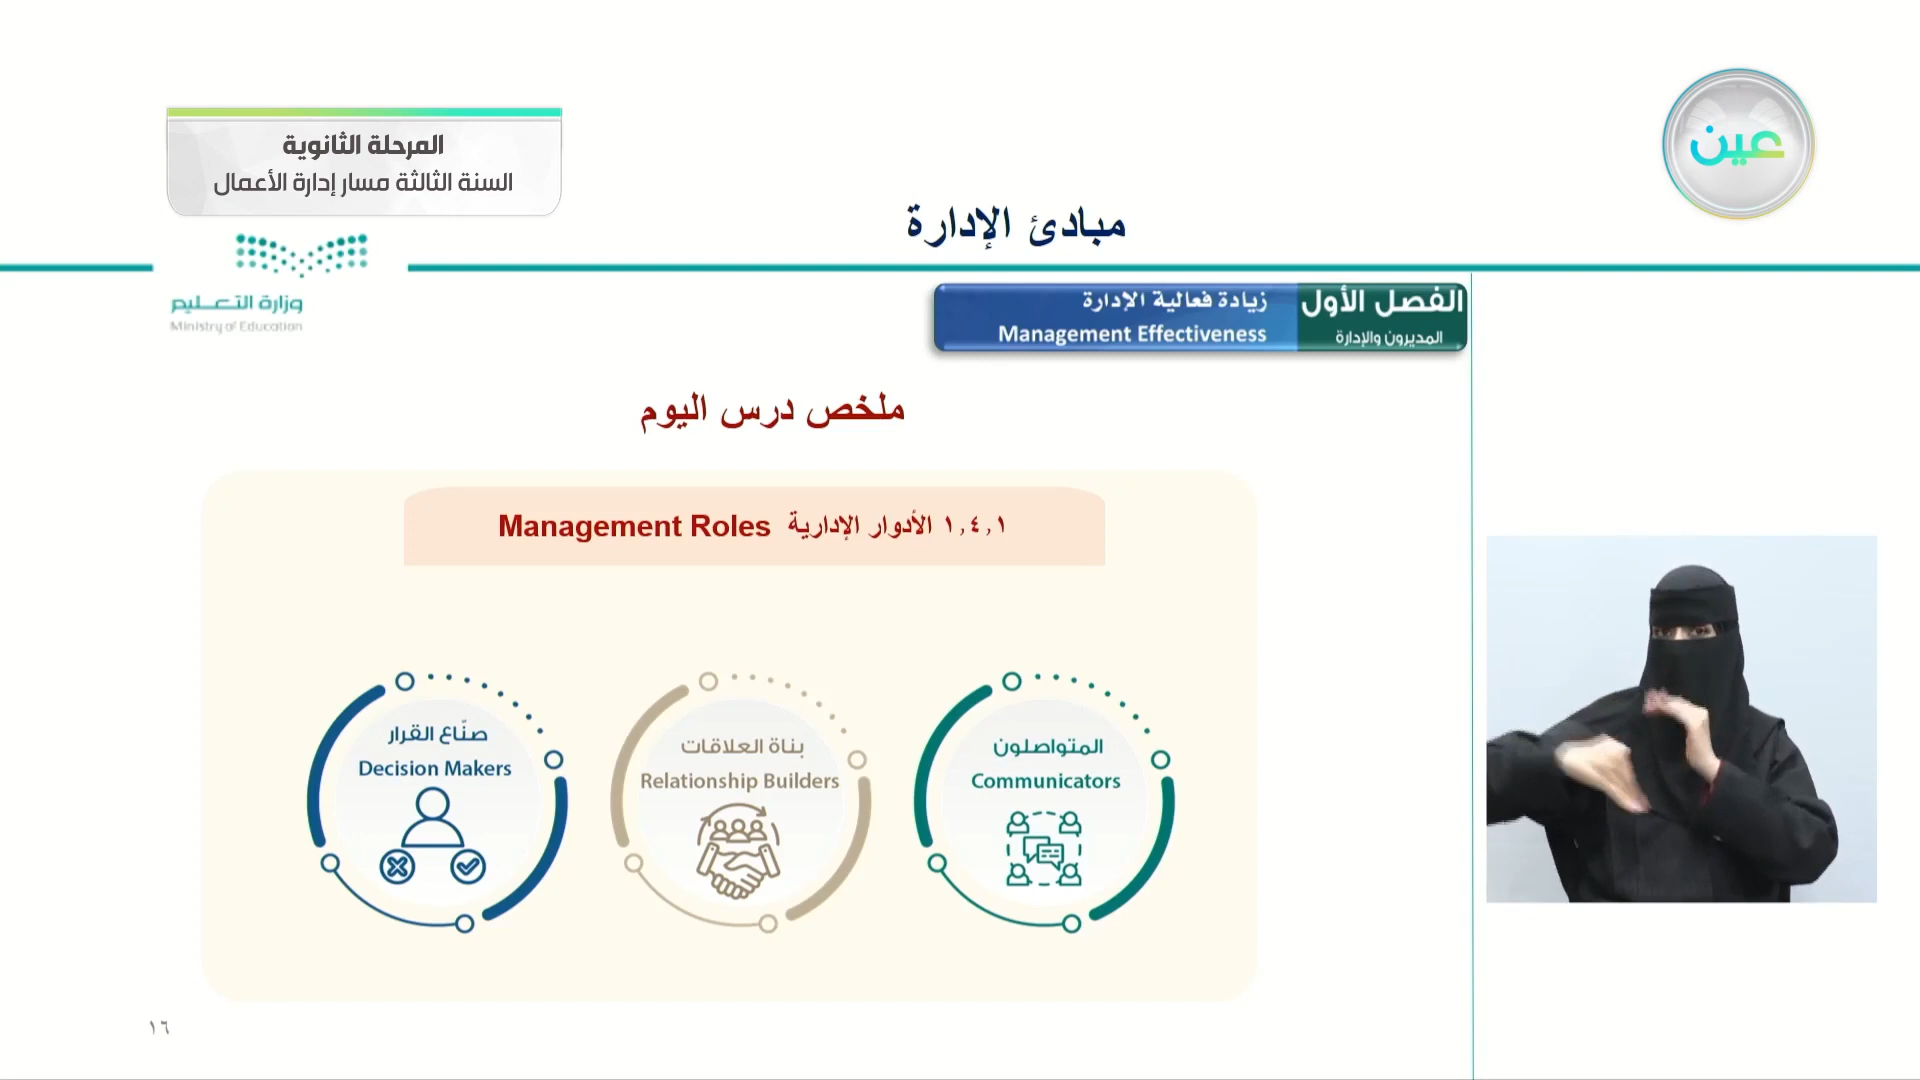 عين
المرحلة الثانوية
السنة الثالثة مسار إدارة الأعمال
مبادئ الإدارة
وزارة التعليم
Ministry of Education
الفصل الأول
المديرون والإدارة
زيادة فعالية الإدارة
Management Effectiveness
ملخص درس اليوم
١,٤,١ الأدوار الإدارية Management Roles
المتواصلون
Communicators
بناة العلاقات
Relationship Builders
صنّاع القرار
Decision Makers
١٦